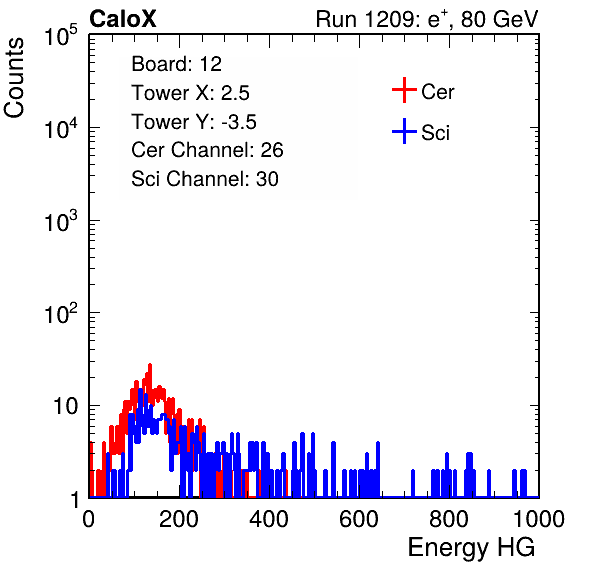 CaloX Run 1209: e⁺, 80 GeV
Counts
Board: 12
Tower X: 2.5
Tower Y: -3.5
Cer Channel: 26
Sci Channel: 30
Cer
Sci
10⁵
10⁴
10³
10²
10
1
0 200 400 600 800 1000
Energy HG